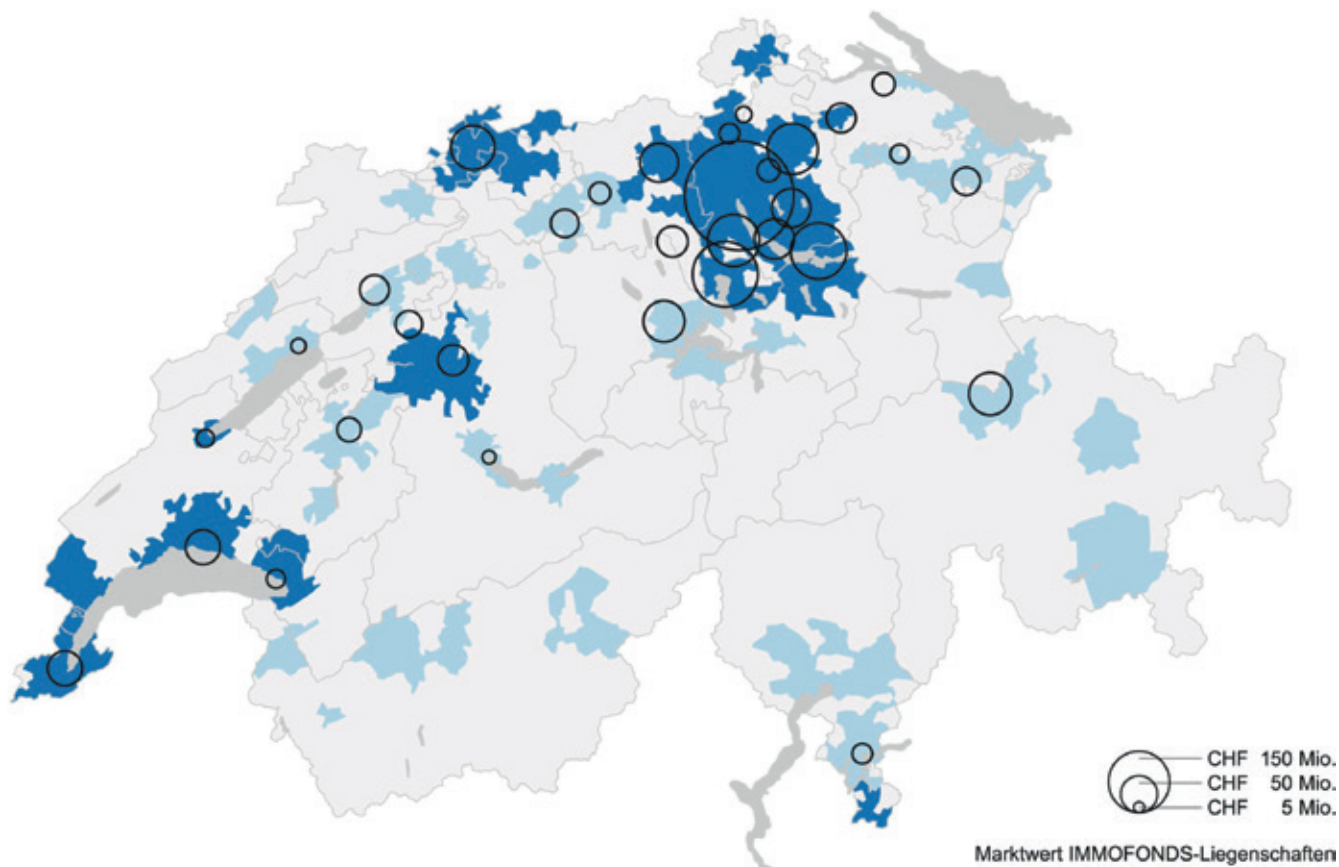 CHF 150 Mio.
CHF 50 Mio.
CHF 5 Mio.
Marktwert IMMOFONDS-Liegenschaften